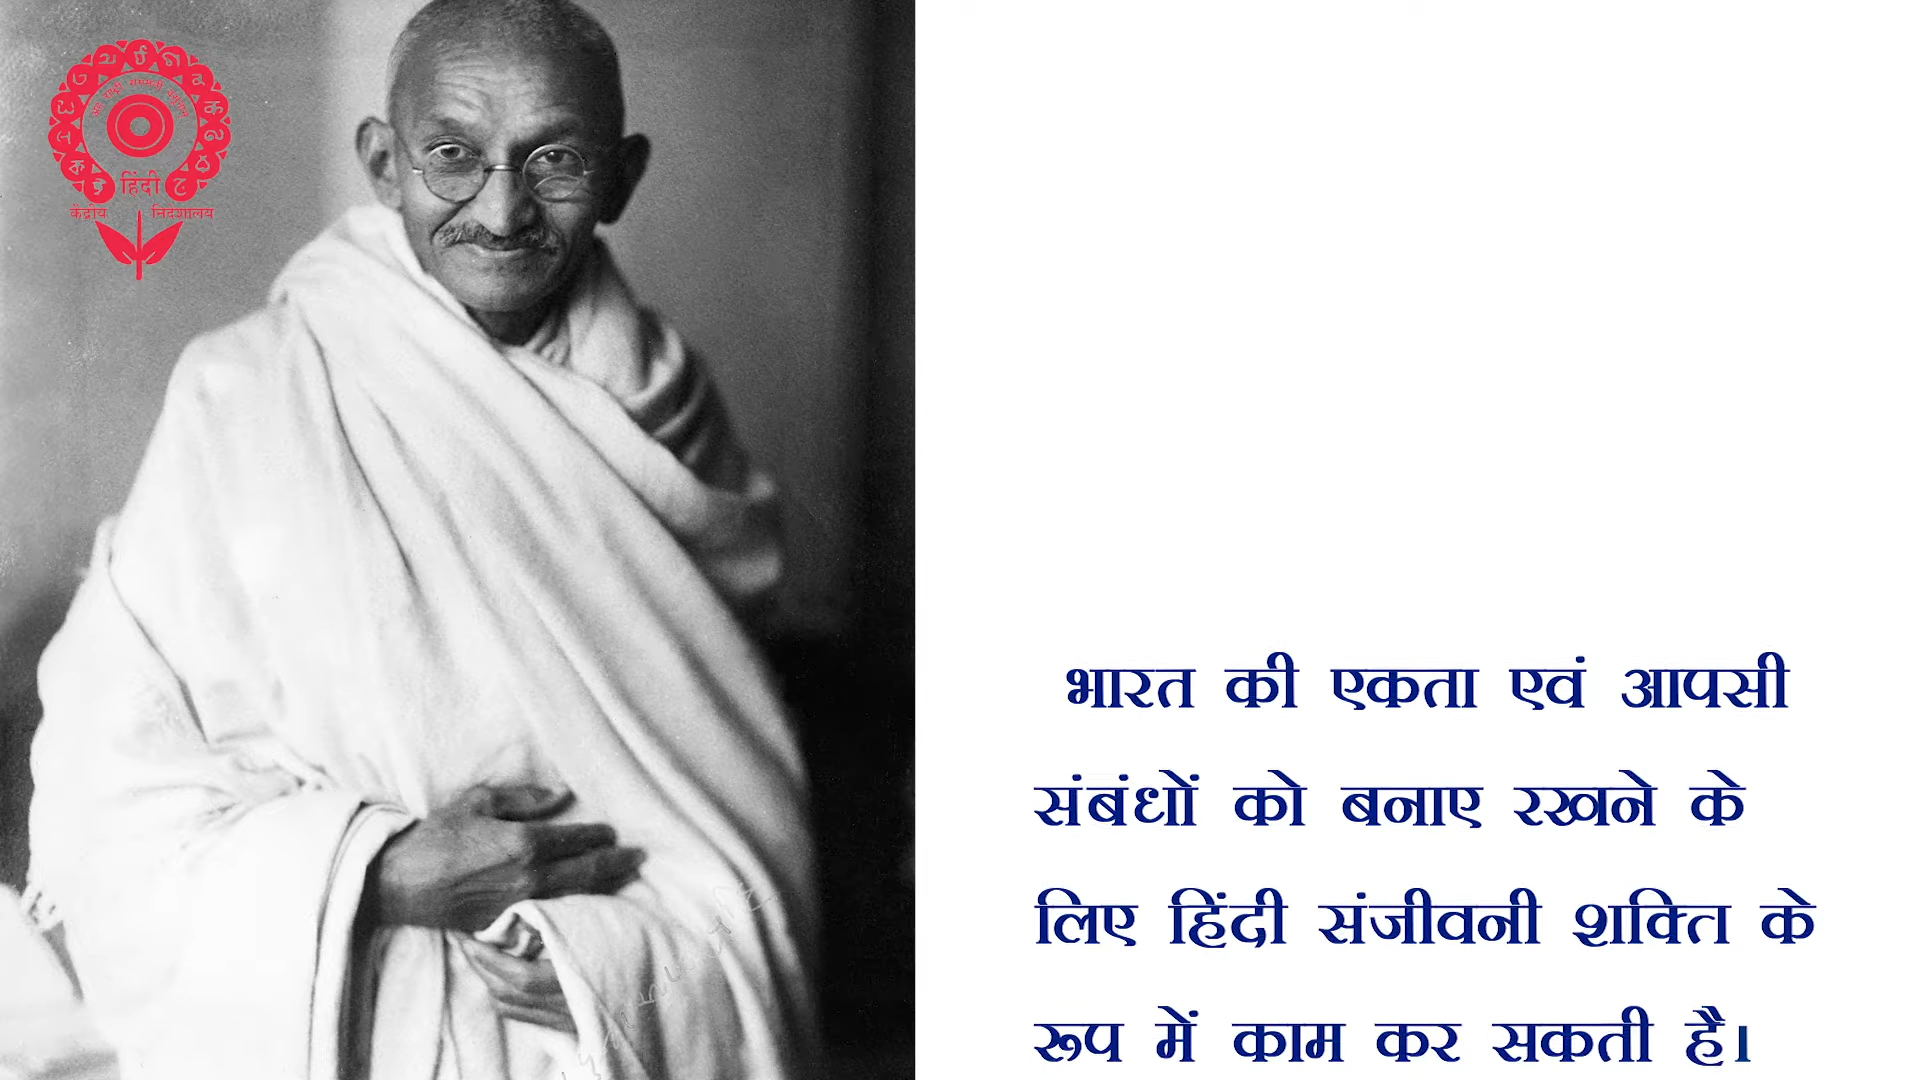 हिंदी
केंद्रीय निदेशालय
भारत की एकता एवं आपसी
संबंधों को बनाए रखने के
लिए हिंदी संजीवनी शक्ति के
रूप में काम कर सकती है।